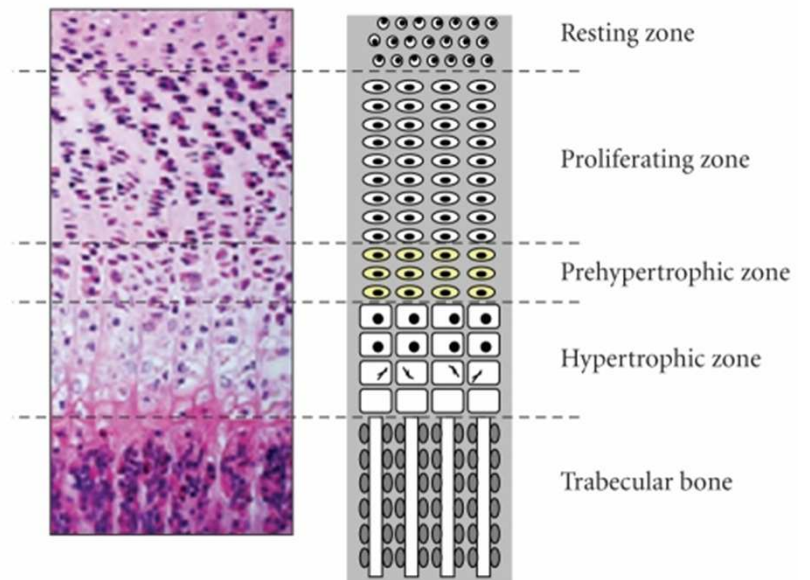 Resting zone
Proliferating zone
Prehypertrophic zone
Hypertrophic zone
Trabecular bone